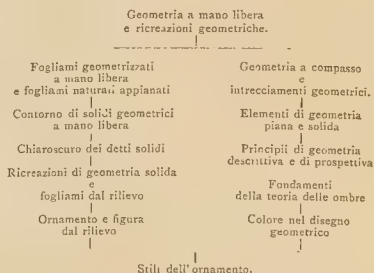 Geometria a mano libera
e ricreazioni geometriche.
Fogliami geometrizzati
a mano libera
e fogliami naturali appianati
Contorno di solidi geometrici
a mano libera
Chiaroscuro dei detti solidi
Ricreazioni di geometria solida
e
fogliami dal rilievo
Ornamento e figura
dal rilievo
Geometria a compasso
e
intrecciamenti geometrici.
Elementi di geometria
piana e solida
Principii di geometria
descrittiva e di prospettiva
Fondamenti
della teoria delle ombre
Colore nel disegno
geometrico
Stili dell'ornamento.